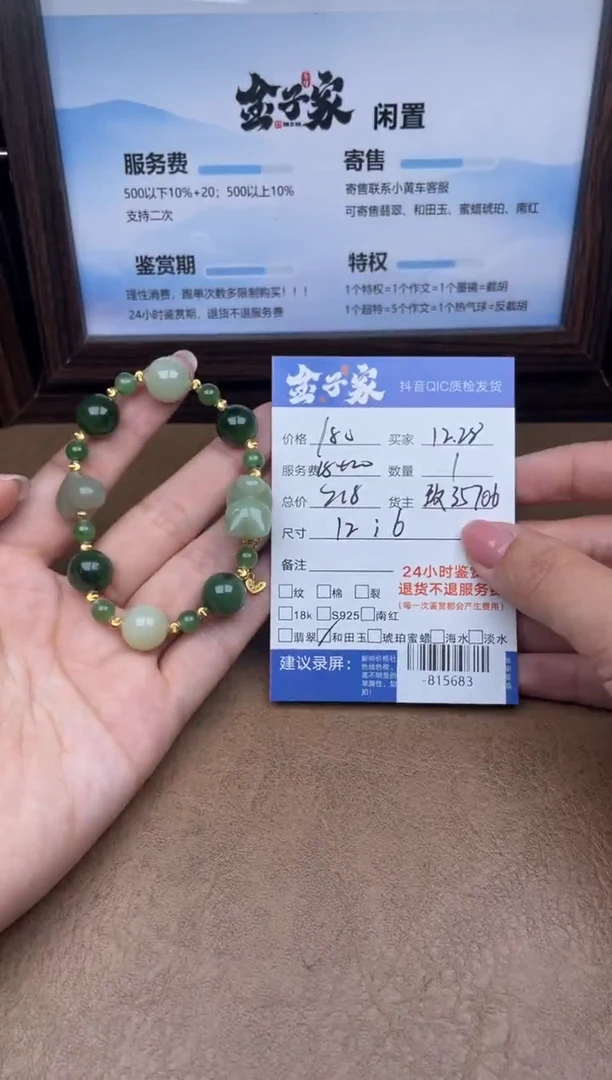 金子家 闲置
服务费
500以下10%+20；500以上10%
支持二次
寄售
寄售联系小黄车客服
可寄售翡翠、和田玉、蜜蜡琥珀、南红
鉴赏期
理性消费，跑单次数多限制购买！！！
24小时鉴赏期，退货不退服务费
特权
1个特权=1个作文=1个墨镜=截胡
1个超特=5个作文=1个热气球=反截胡
金子家 抖音QIC质检发货
价格 180 买家 12.28
服务费 18+20 数量 1
总价 218 货主 35706
尺寸 12；6
备注
24小时鉴赏
退货不退服务费
(每一次鉴赏都会产生费用)
纹 棉 裂
18k S925 南红
翡翠 和田玉 琥珀蜜蜡 海水 淡水
建议录屏：
-815683